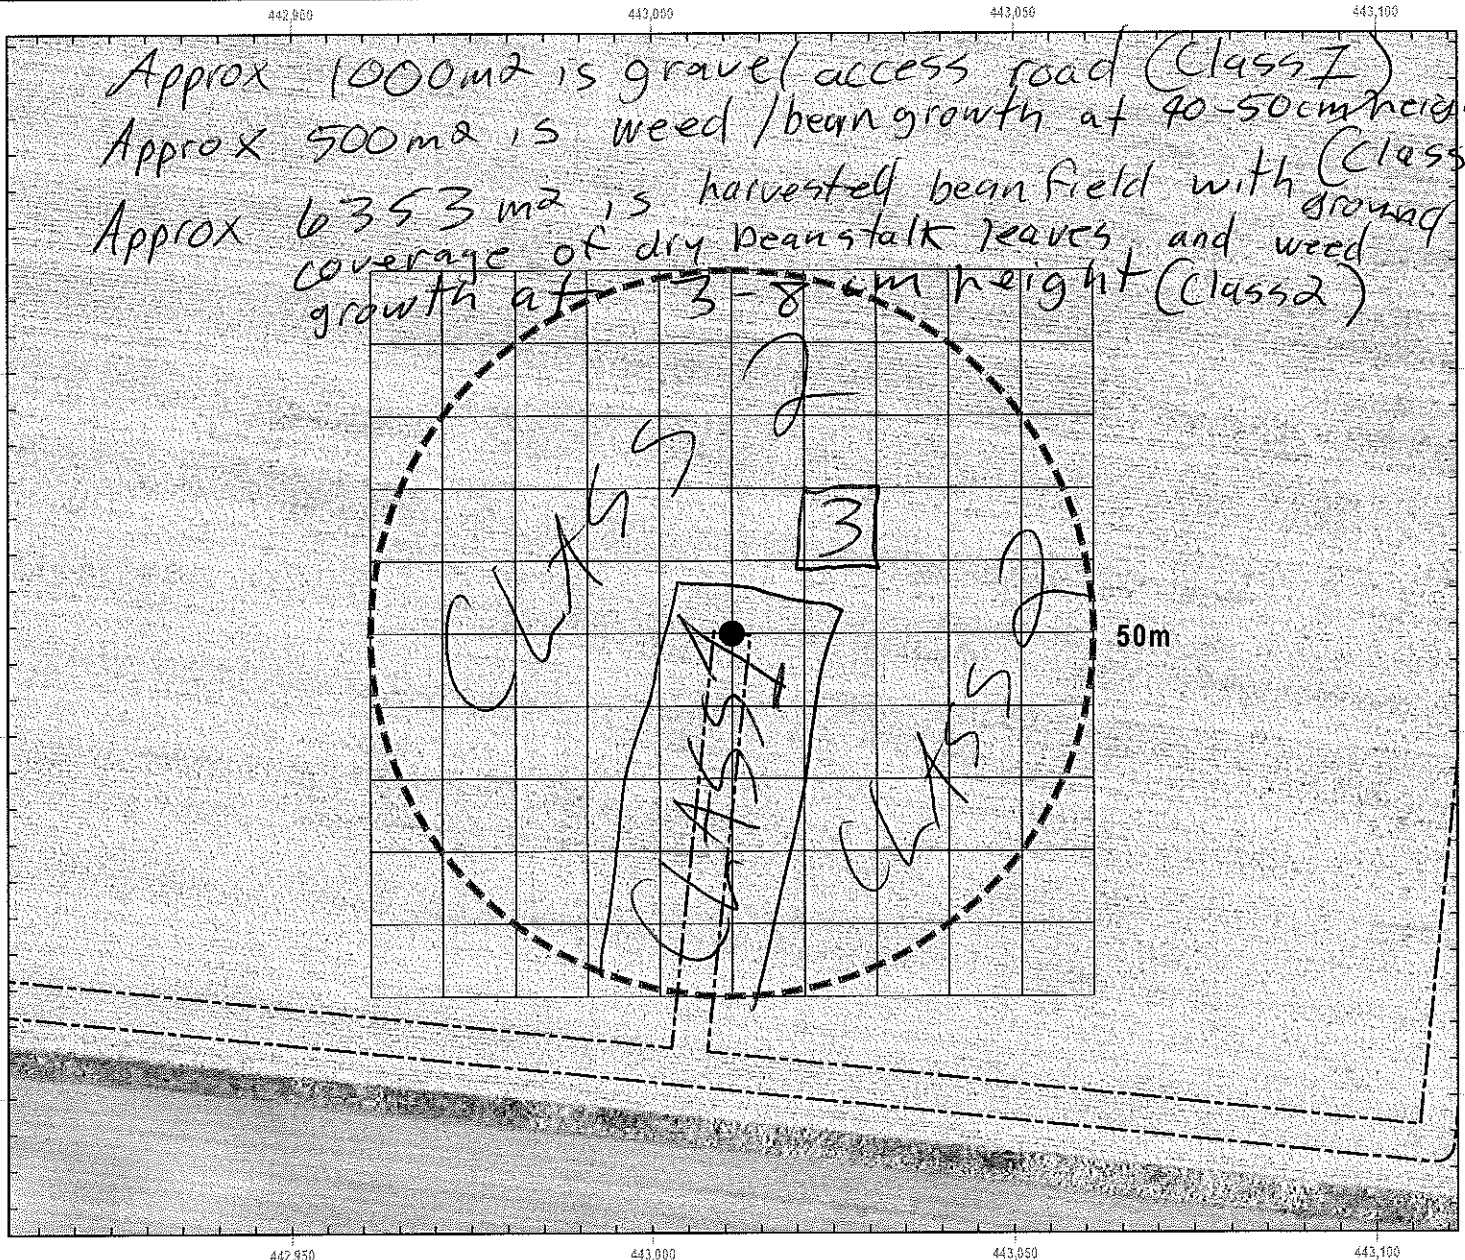 442,950 443,000 443,050 443,100
Approx 1000m2 is gravel access road (Class 1)
Approx 500m2 is weed/bean growth at 40-50cm heig
(Class
Approx 6353 m2 is harvested bean field with ground
coverage of dry beanstalk leaves, and weed
growth at 3-8 cm height (Class 2)
CLASS 2
3
CLASS 1
CLASS 2
50m
442,950 443,000 443,050 443,100